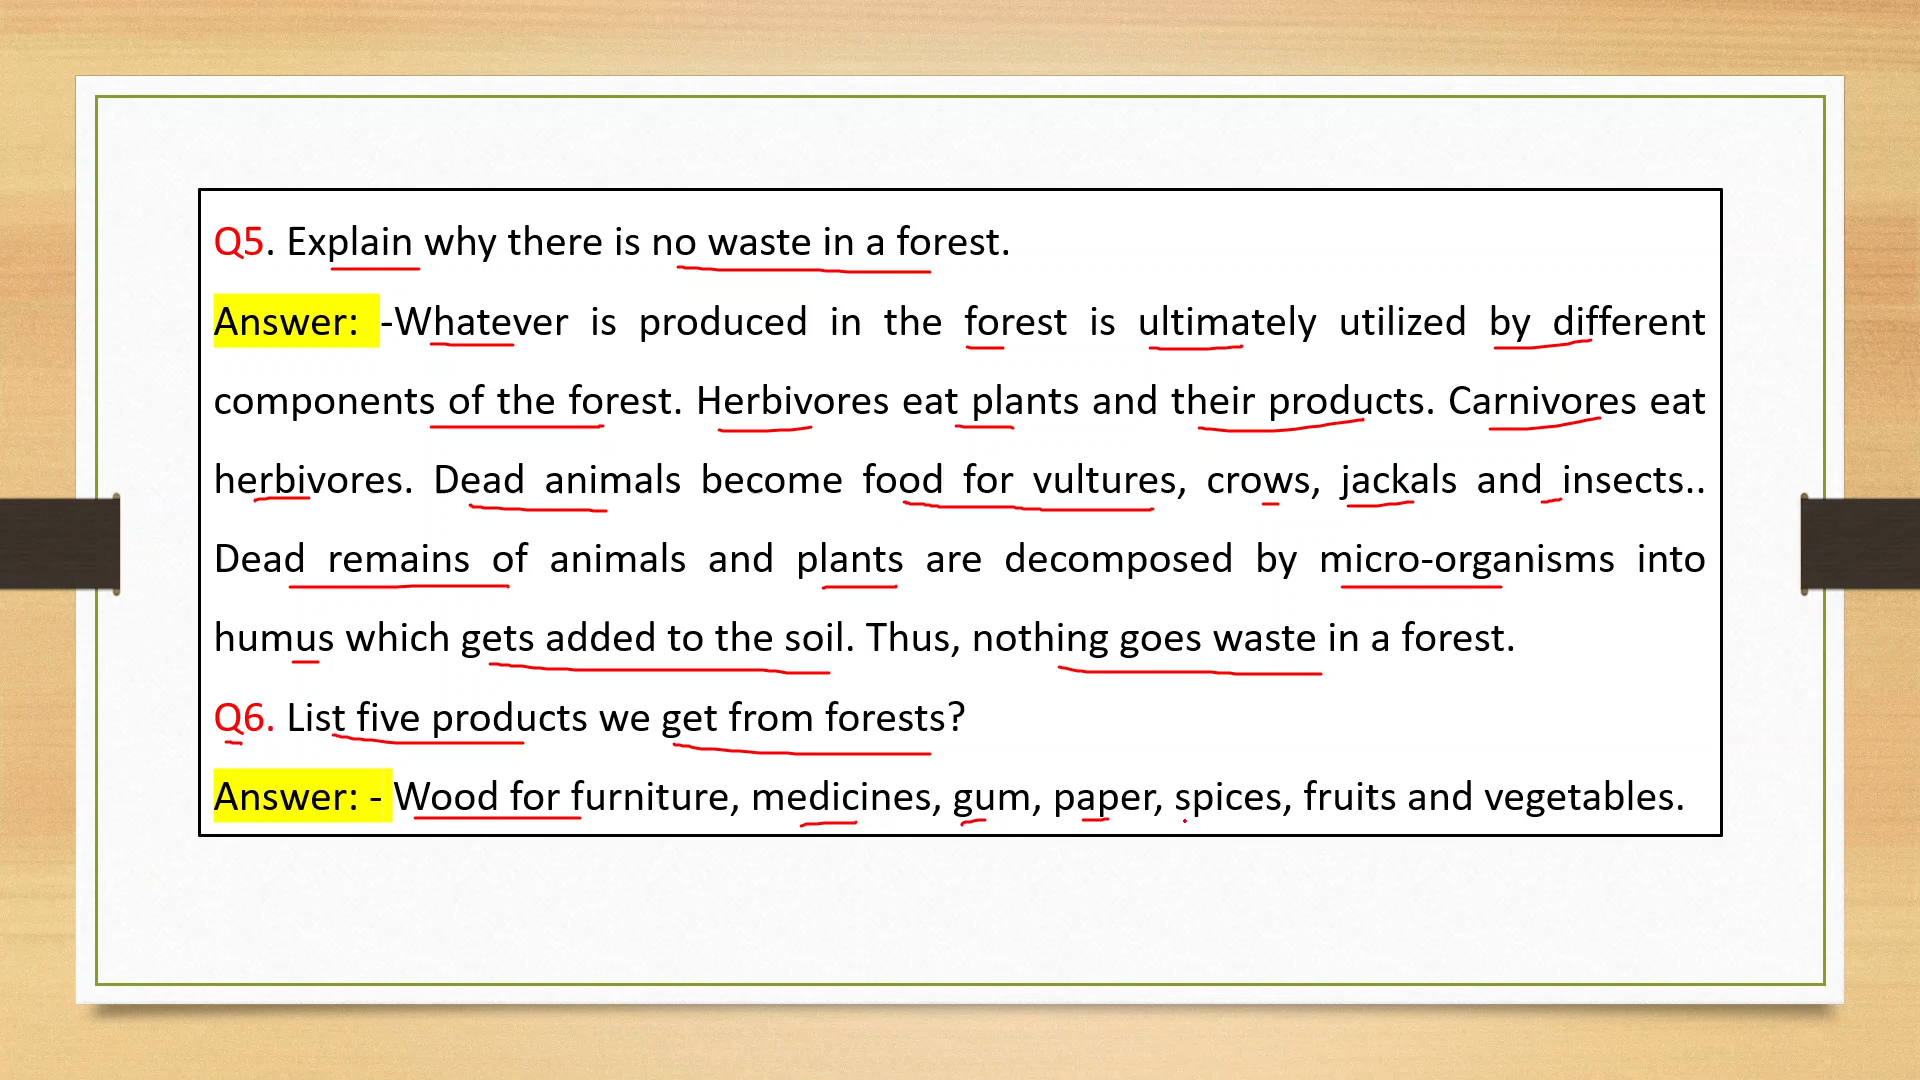 Q5. Explain why there is no waste in a forest.
Answer: -Whatever is produced in the forest is ultimately utilized by different
components of the forest. Herbivores eat plants and their products. Carnivores eat
herbivores. Dead animals become food for vultures, crows, jackals and insects..
Dead remains of animals and plants are decomposed by micro-organisms into
humus which gets added to the soil. Thus, nothing goes waste in a forest.
Q6. List five products we get from forests?
Answer: - Wood for furniture, medicines, gum, paper, spices, fruits and vegetables.